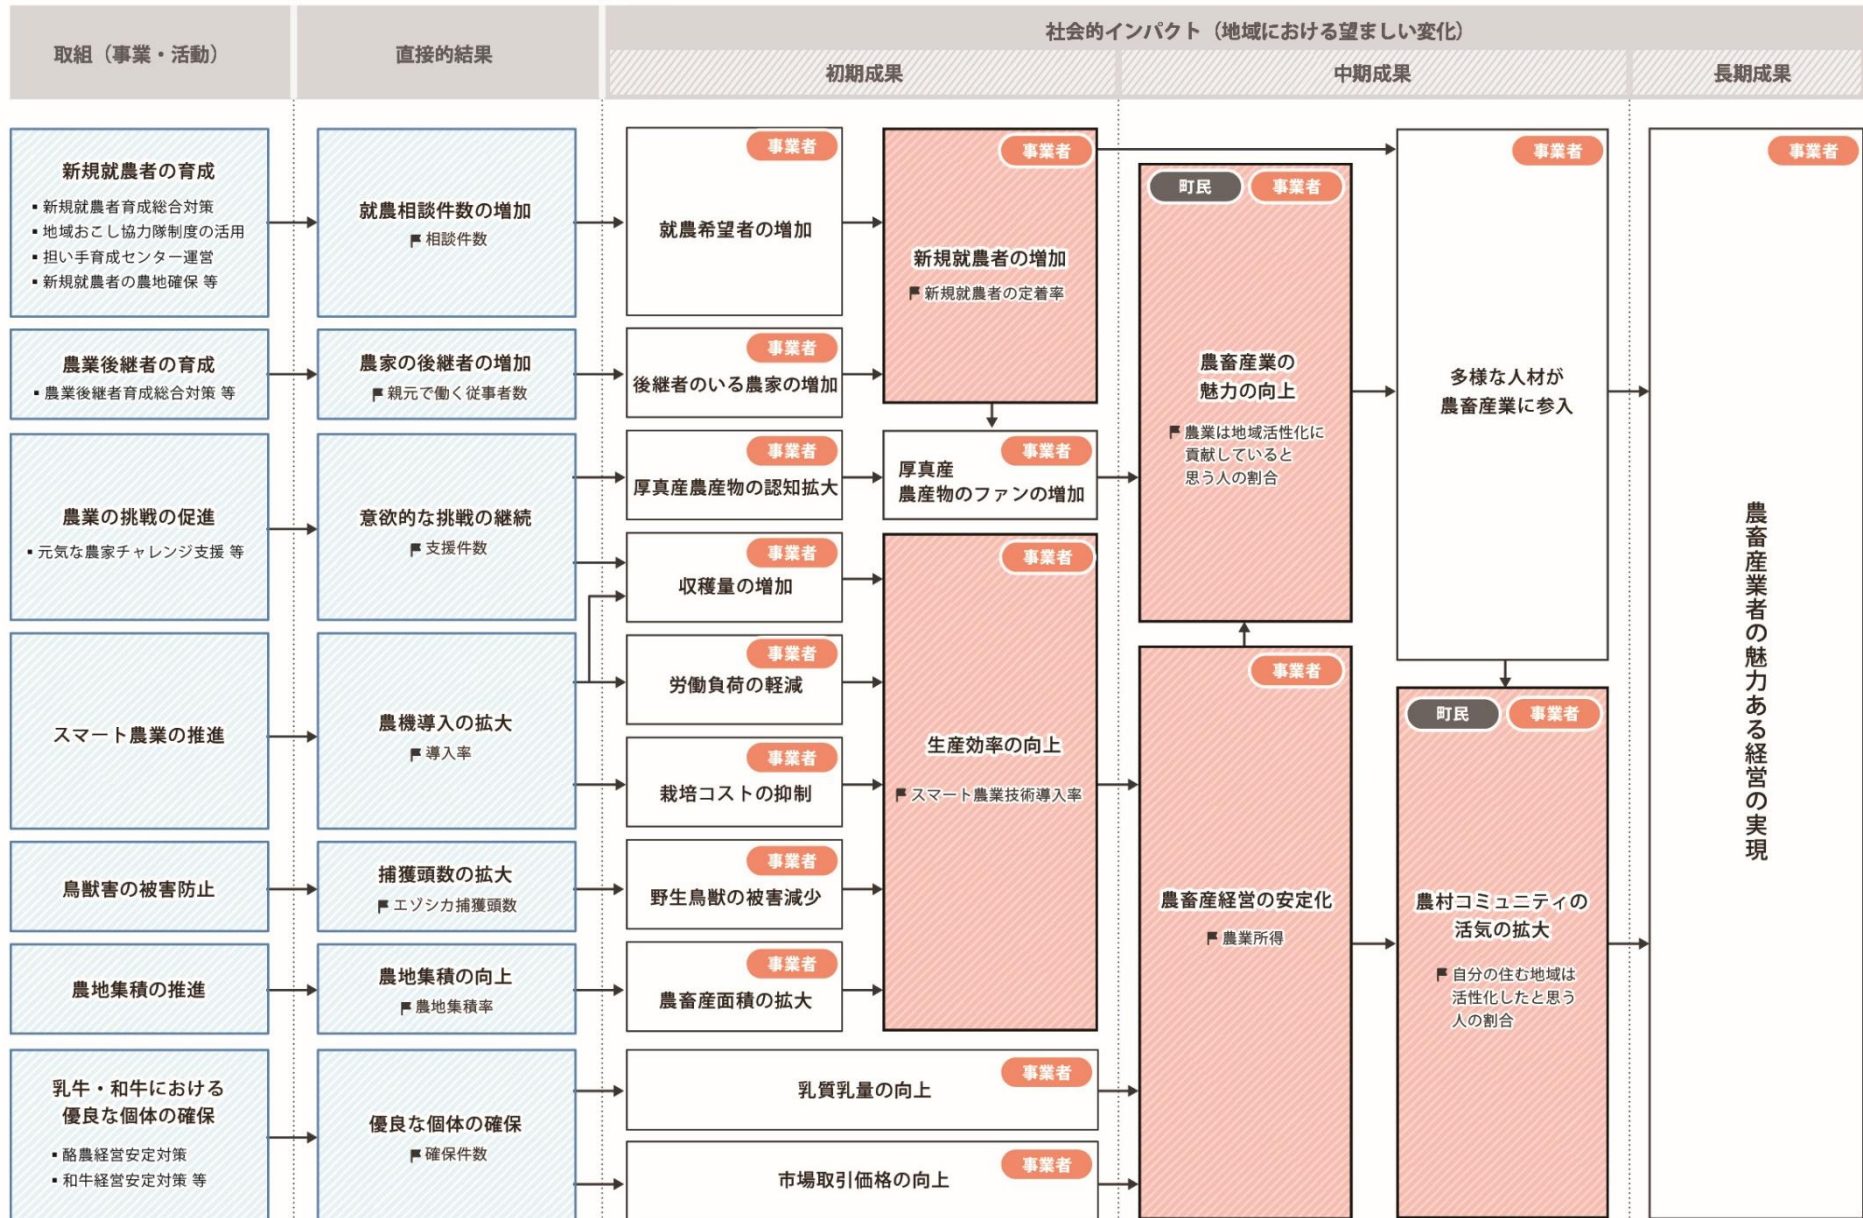 取組（事業・活動）
直接的結果
社会的インパクト（地域における望ましい変化）
初期成果
中期成果
長期成果
新規就農者の育成
▪ 新規就農者育成総合対策
▪ 地域おこし協力隊制度の活用
▪ 担い手育成センター運営
▪ 新規就農者の農地確保 等
就農相談件数の増加
相談件数
事業者
就農希望者の増加
事業者
新規就農者の増加
新規就農者の定着率
農業後継者の育成
▪ 農業後継者育成総合対策 等
農家の後継者の増加
親元で働く従事者数
事業者
後継者のいる農家の増加
農業の挑戦の促進
▪ 元気な農家チャレンジ支援 等
意欲的な挑戦の継続
支援件数
事業者
厚真産農産物の認知拡大
事業者
厚真産
農産物のファンの増加
事業者
収穫量の増加
スマート農業の推進
農機導入の拡大
導入率
事業者
労働負荷の軽減
事業者
栽培コストの抑制
事業者
生産効率の向上
スマート農業技術導入率
鳥獣害の被害防止
捕獲頭数の拡大
エゾシカ捕獲頭数
事業者
野生鳥獣の被害減少
農地集積の推進
農地集積の向上
農地集積率
事業者
農畜産面積の拡大
乳牛・和牛における
優良な個体の確保
▪ 酪農経営安定対策
▪ 和牛経営安定対策 等
優良な個体の確保
確保件数
事業者
乳質乳量の向上
事業者
市場取引価格の向上
町民
事業者
農畜産業の
魅力の向上
農業は地域活性化に
貢献していると
思う人の割合
事業者
農畜産経営の安定化
農業所得
事業者
多様な人材が
農畜産業に参入
町民
事業者
農村コミュニティの
活気の拡大
自分の住む地域は
活性化したと思う
人の割合
事業者
農畜産業者の魅力ある経営の実現